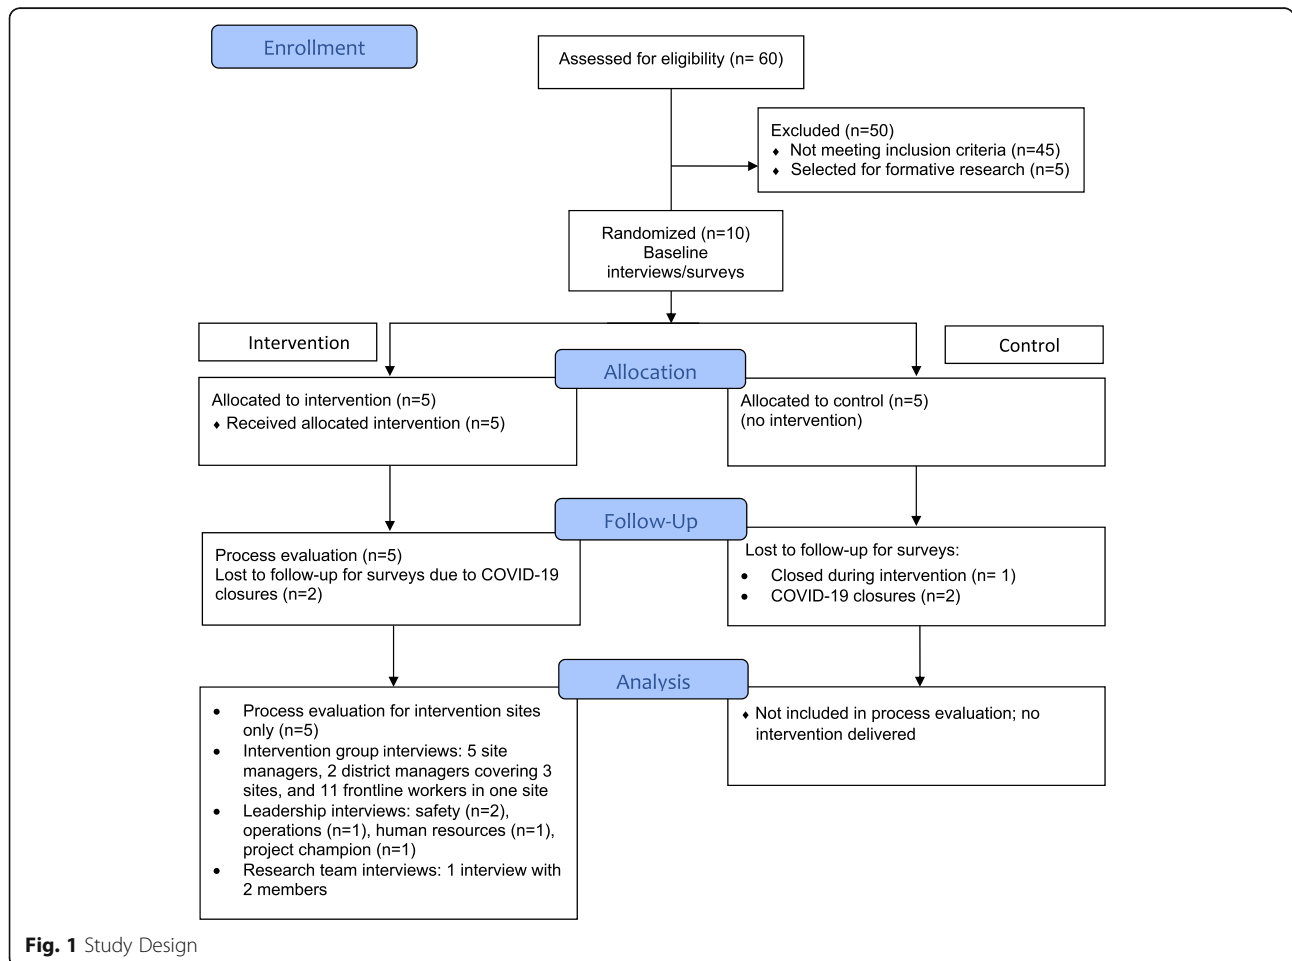 Enrollment
Assessed for eligibility (n= 60)
Excluded (n=50)
♦ Not meeting inclusion criteria (n=45)
♦ Selected for formative research (n=5)
Randomized (n=10)
Baseline
interviews/surveys
Intervention
Control
Allocation
Allocated to intervention (n=5)
♦ Received allocated intervention (n=5)
Allocated to control (n=5)
(no intervention)
Follow-Up
Process evaluation (n=5)
Lost to follow-up for surveys due to COVID-19
closures (n=2)
Lost to follow-up for surveys:
• Closed during intervention (n= 1)
• COVID-19 closures (n=2)
Analysis
• Process evaluation for intervention sites
only (n=5)
• Intervention group interviews: 5 site
managers, 2 district managers covering 3
sites, and 11 frontline workers in one site
• Leadership interviews: safety (n=2),
operations (n=1), human resources (n=1),
project champion (n=1)
• Research team interviews: 1 interview with
2 members
♦ Not included in process evaluation; no
intervention delivered
Fig. 1 Study Design